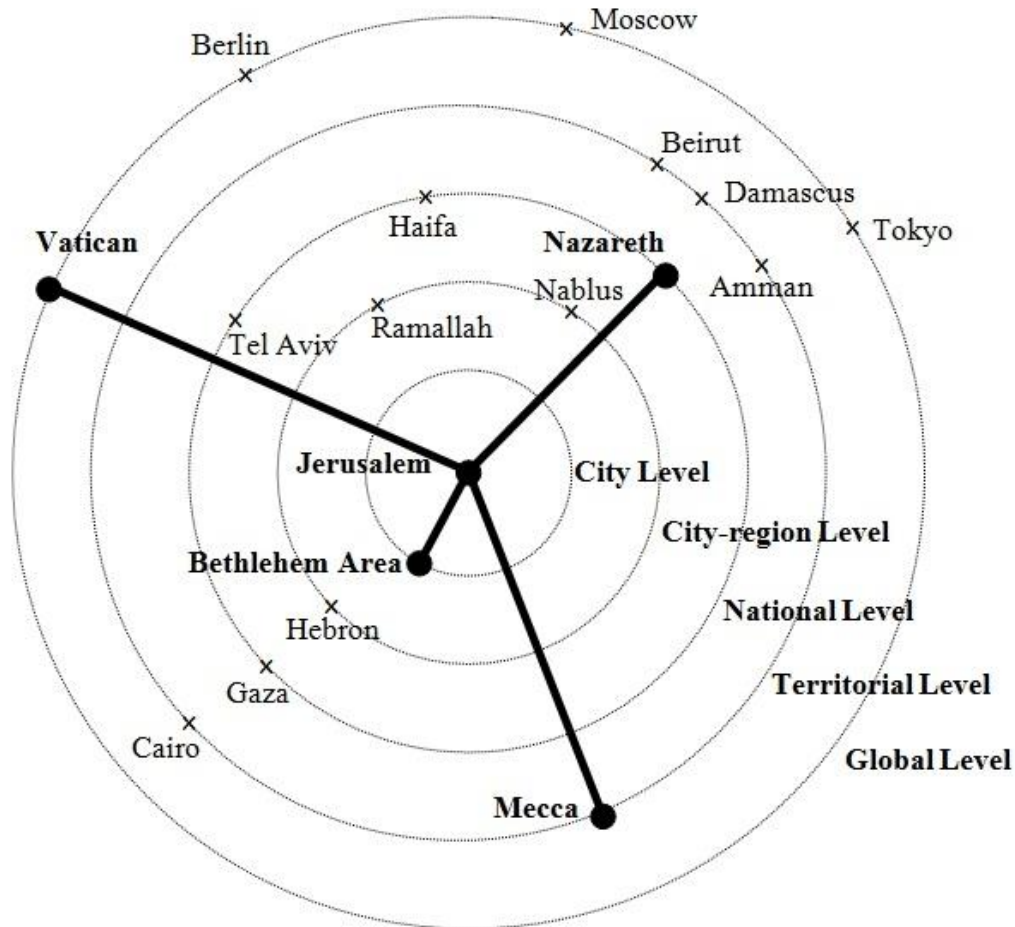 Moscow
Berlin
Beirut
Damascus
Haifa
Tokyo
Vatican
Nazareth
Amman
Nablus
Ramallah
Tel Aviv
Jerusalem
City Level
City-region Level
Bethlehem Area
National Level
Hebron
Territorial Level
Gaza
Cairo
Global Level
Mecca